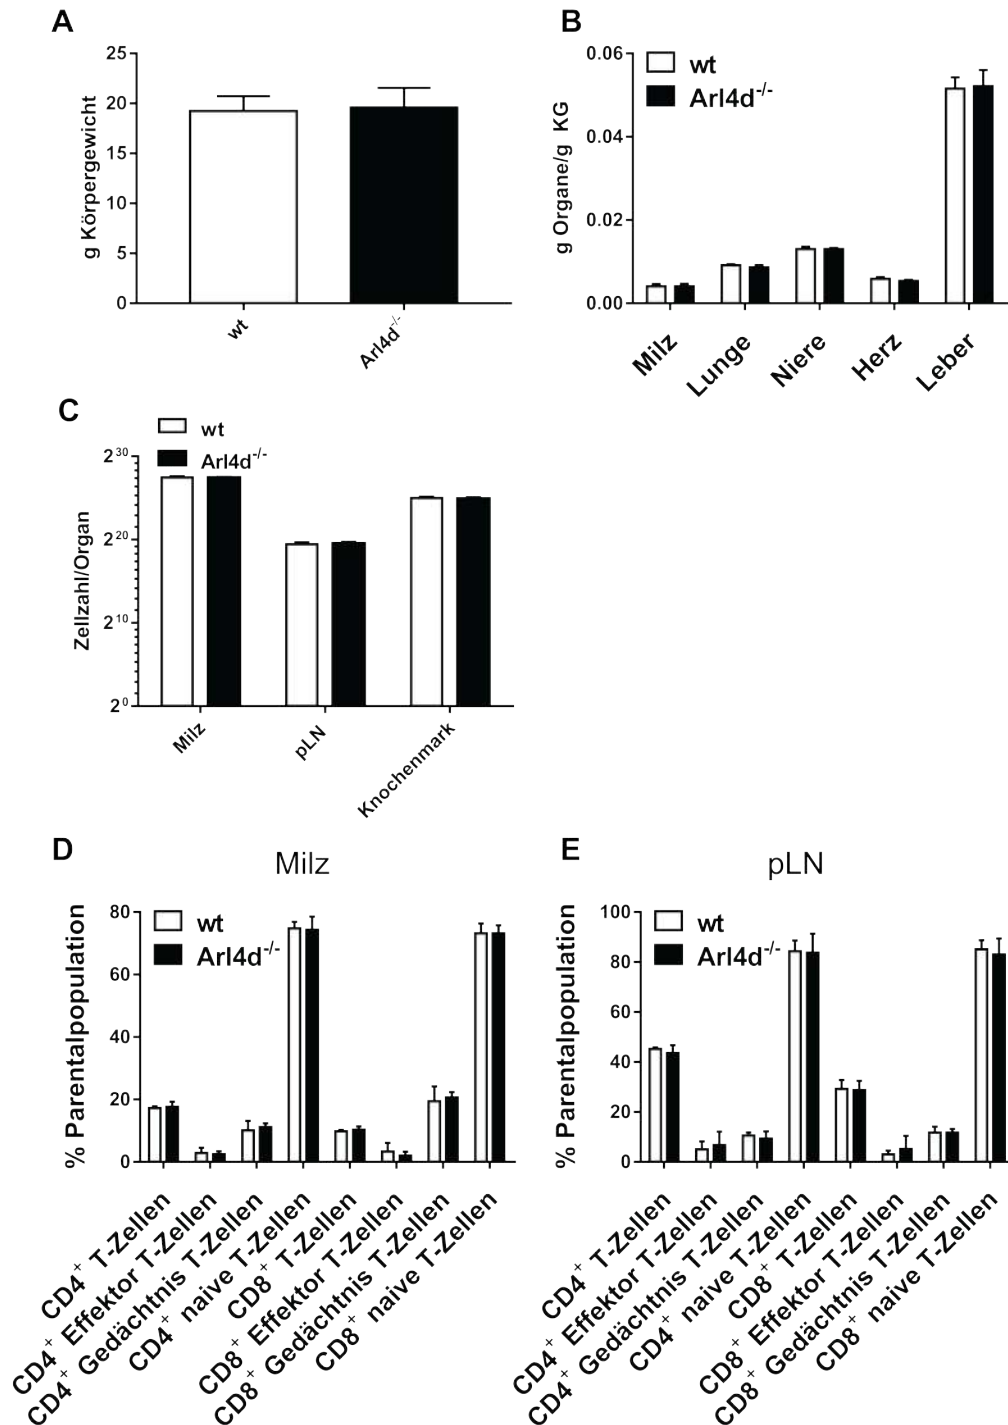 A
g Körpergewicht
25
20
15
10
5
0
wt
Arl4d-/-
B
g Organe/g KG
0.06
0.04
0.02
0.00
wt
Arl4d-/-
Milz
Lunge
Niere
Herz
Leber
C
wt
Arl4d-/-
Zellzahl/Organ
2^30
2^20
2^10
2^0
Milz
pLN
Knochenmark
D
Milz
% Parentalpopulation
80
60
40
20
0
wt
Arl4d-/-
CD4+ T-Zellen
CD4+ Effektor T-Zellen
CD4+ Gedächtnis T-Zellen
CD4+ naive T-Zellen
CD8+ T-Zellen
CD8+ Effektor T-Zellen
CD8+ Gedächtnis T-Zellen
CD8+ naive T-Zellen
E
pLN
% Parentalpopulation
100
80
60
40
20
0
wt
Arl4d-/-
CD4+ T-Zellen
CD4+ Effektor T-Zellen
CD4+ Gedächtnis T-Zellen
CD4+ naive T-Zellen
CD8+ T-Zellen
CD8+ Effektor T-Zellen
CD8+ Gedächtnis T-Zellen
CD8+ naive T-Zellen